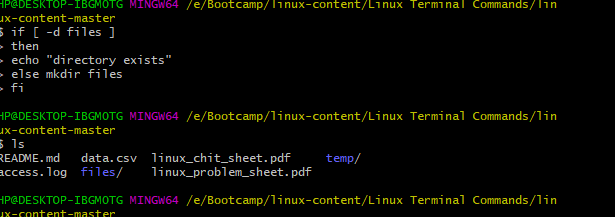 HP@DESKTOP-IBGMOTG MINGW64 /e/Bootcamp/linux-content/Linux Terminal Commands/lin
ux-content-master
$ if [ -d files ]
> then
> echo "directory exists"
> else mkdir files
> fi
HP@DESKTOP-IBGMOTG MINGW64 /e/Bootcamp/linux-content/Linux Terminal Commands/lin
ux-content-master
$ ls
README.md data.csv linux_chit_sheet.pdf temp/
access.log files/ linux_problem_sheet.pdf
HP@DESKTOP-IBGMOTG MINGW64 /e/Bootcamp/linux-content/Linux Terminal Commands/lin
ux-content-master